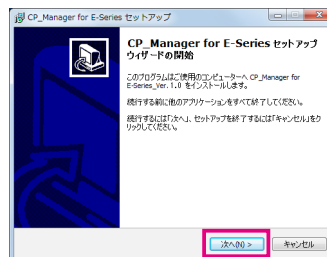 CP_Manager for E-Series セットアップ
CP_Manager for E-Series セットアップ
ウィザードの開始
このプログラムはご使用のコンピューターへ CP_Manager for
E-Series_Ver. 1.0 をインストールします。
続行する前に他のアプリケーションをすべて終了してください。
続行するには「次へ」、セットアップを終了するには「キャンセル」をク
リックしてください。
次へ(N) >
キャンセル